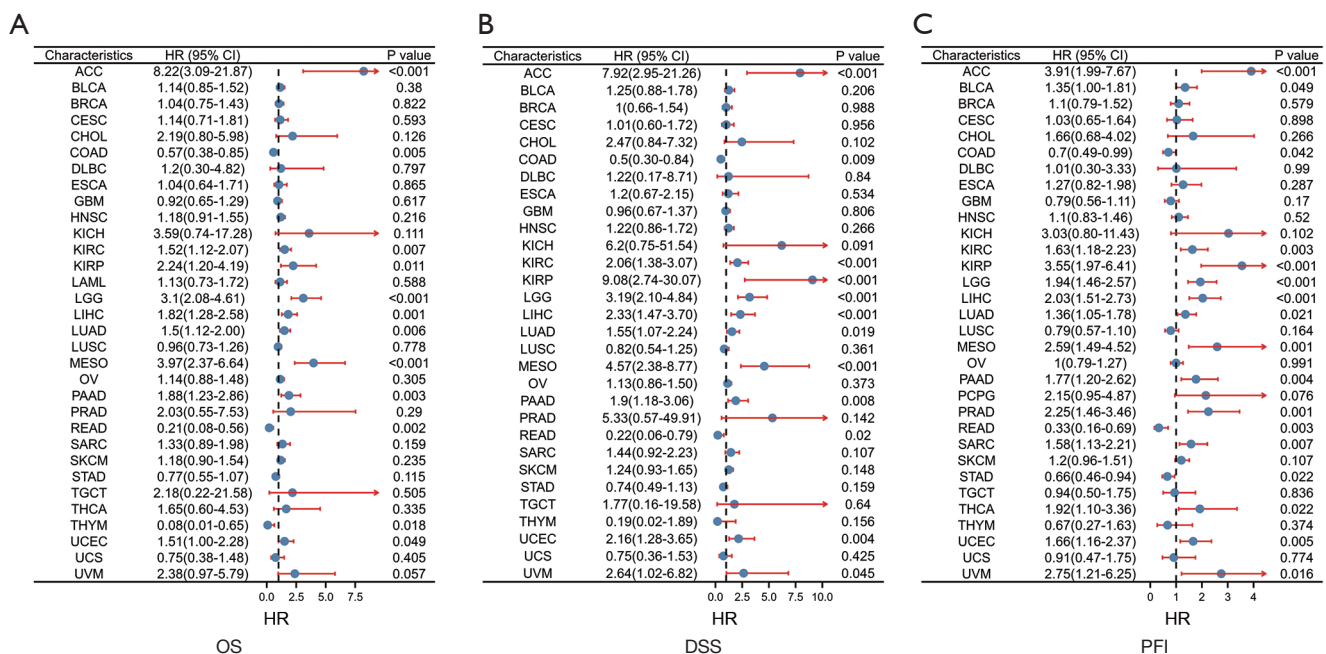 A
Characteristics HR (95% CI) P value
ACC 8.22(3.09-21.87) <0.001
BLCA 1.14(0.85-1.52) 0.38
BRCA 1.04(0.75-1.43) 0.822
CESC 1.14(0.71-1.81) 0.593
CHOL 2.19(0.80-5.98) 0.126
COAD 0.57(0.38-0.85) 0.005
DLBC 1.2(0.30-4.82) 0.797
ESCA 1.04(0.64-1.71) 0.865
GBM 0.92(0.65-1.29) 0.617
HNSC 1.18(0.91-1.55) 0.216
KICH 3.59(0.74-17.28) 0.111
KIRC 1.52(1.12-2.07) 0.007
KIRP 2.24(1.20-4.19) 0.011
LAML 1.13(0.73-1.72) 0.588
LGG 3.1(2.08-4.61) <0.001
LIHC 1.82(1.28-2.58) 0.001
LUAD 1.5(1.12-2.00) 0.006
LUSC 0.96(0.73-1.26) 0.778
MESO 3.97(2.37-6.64) <0.001
OV 1.14(0.88-1.48) 0.305
PAAD 1.88(1.23-2.86) 0.003
PRAD 2.03(0.55-7.53) 0.29
READ 0.21(0.08-0.56) 0.002
SARC 1.33(0.89-1.98) 0.159
SKCM 1.18(0.90-1.54) 0.235
STAD 0.77(0.55-1.07) 0.115
TGCT 2.18(0.22-21.58) 0.505
THCA 1.65(0.60-4.53) 0.335
THYM 0.08(0.01-0.65) 0.018
UCEC 1.51(1.00-2.28) 0.049
UCS 0.75(0.38-1.48) 0.405
UVM 2.38(0.97-5.79) 0.057
0.0 2.5 5.0 7.5
HR
OS
B
Characteristics HR (95% CI) P value
ACC 7.92(2.95-21.26) <0.001
BLCA 1.25(0.88-1.78) 0.206
BRCA 1(0.66-1.54) 0.988
CESC 1.01(0.60-1.72) 0.956
CHOL 2.47(0.84-7.32) 0.102
COAD 0.5(0.30-0.84) 0.009
DLBC 1.22(0.17-8.71) 0.84
ESCA 1.2(0.67-2.15) 0.534
GBM 0.96(0.67-1.37) 0.806
HNSC 1.22(0.86-1.72) 0.266
KICH 6.2(0.75-51.54) 0.091
KIRC 2.06(1.38-3.07) <0.001
KIRP 9.08(2.74-30.07) <0.001
LGG 3.19(2.10-4.84) <0.001
LIHC 2.33(1.47-3.70) <0.001
LUAD 1.55(1.07-2.24) 0.019
LUSC 0.82(0.54-1.25) 0.361
MESO 4.57(2.38-8.77) <0.001
OV 1.13(0.86-1.50) 0.373
PAAD 1.9(1.18-3.06) 0.008
PRAD 5.33(0.57-49.91) 0.142
READ 0.22(0.06-0.79) 0.02
SARC 1.44(0.92-2.23) 0.107
SKCM 1.24(0.93-1.65) 0.148
STAD 0.74(0.49-1.13) 0.159
TGCT 1.77(0.16-19.58) 0.64
THYM 0.19(0.02-1.89) 0.156
UCEC 2.16(1.28-3.65) 0.004
UCS 0.75(0.36-1.53) 0.425
UVM 2.64(1.02-6.82) 0.045
0.0 2.5 5.0 7.5 10.0
HR
DSS
C
Characteristics HR (95% CI) P value
ACC 3.91(1.99-7.67) <0.001
BLCA 1.35(1.00-1.81) 0.049
BRCA 1.1(0.79-1.52) 0.579
CESC 1.03(0.65-1.64) 0.898
CHOL 1.66(0.68-4.02) 0.266
COAD 0.7(0.49-0.99) 0.042
DLBC 1.01(0.30-3.33) 0.99
ESCA 1.27(0.82-1.98) 0.287
GBM 0.79(0.56-1.11) 0.17
HNSC 1.1(0.83-1.46) 0.52
KICH 3.03(0.80-11.43) 0.102
KIRC 1.63(1.18-2.23) 0.003
KIRP 3.55(1.97-6.41) <0.001
LGG 1.94(1.46-2.57) <0.001
LIHC 2.03(1.51-2.73) <0.001
LUAD 1.36(1.05-1.78) 0.021
LUSC 0.79(0.57-1.10) 0.164
MESO 2.59(1.49-4.52) 0.001
OV 1(0.79-1.27) 0.991
PAAD 1.77(1.20-2.62) 0.004
PCPG 2.15(0.95-4.87) 0.076
PRAD 2.25(1.46-3.46) 0.001
READ 0.33(0.16-0.69) 0.003
SARC 1.58(1.13-2.21) 0.007
SKCM 1.2(0.96-1.51) 0.107
STAD 0.66(0.46-0.94) 0.022
TGCT 0.94(0.50-1.75) 0.836
THCA 1.92(1.10-3.36) 0.022
THYM 0.67(0.27-1.63) 0.374
UCEC 1.66(1.16-2.37) 0.005
UCS 0.91(0.47-1.75) 0.774
UVM 2.75(1.21-6.25) 0.016
0 1 2 3 4
HR
PFI